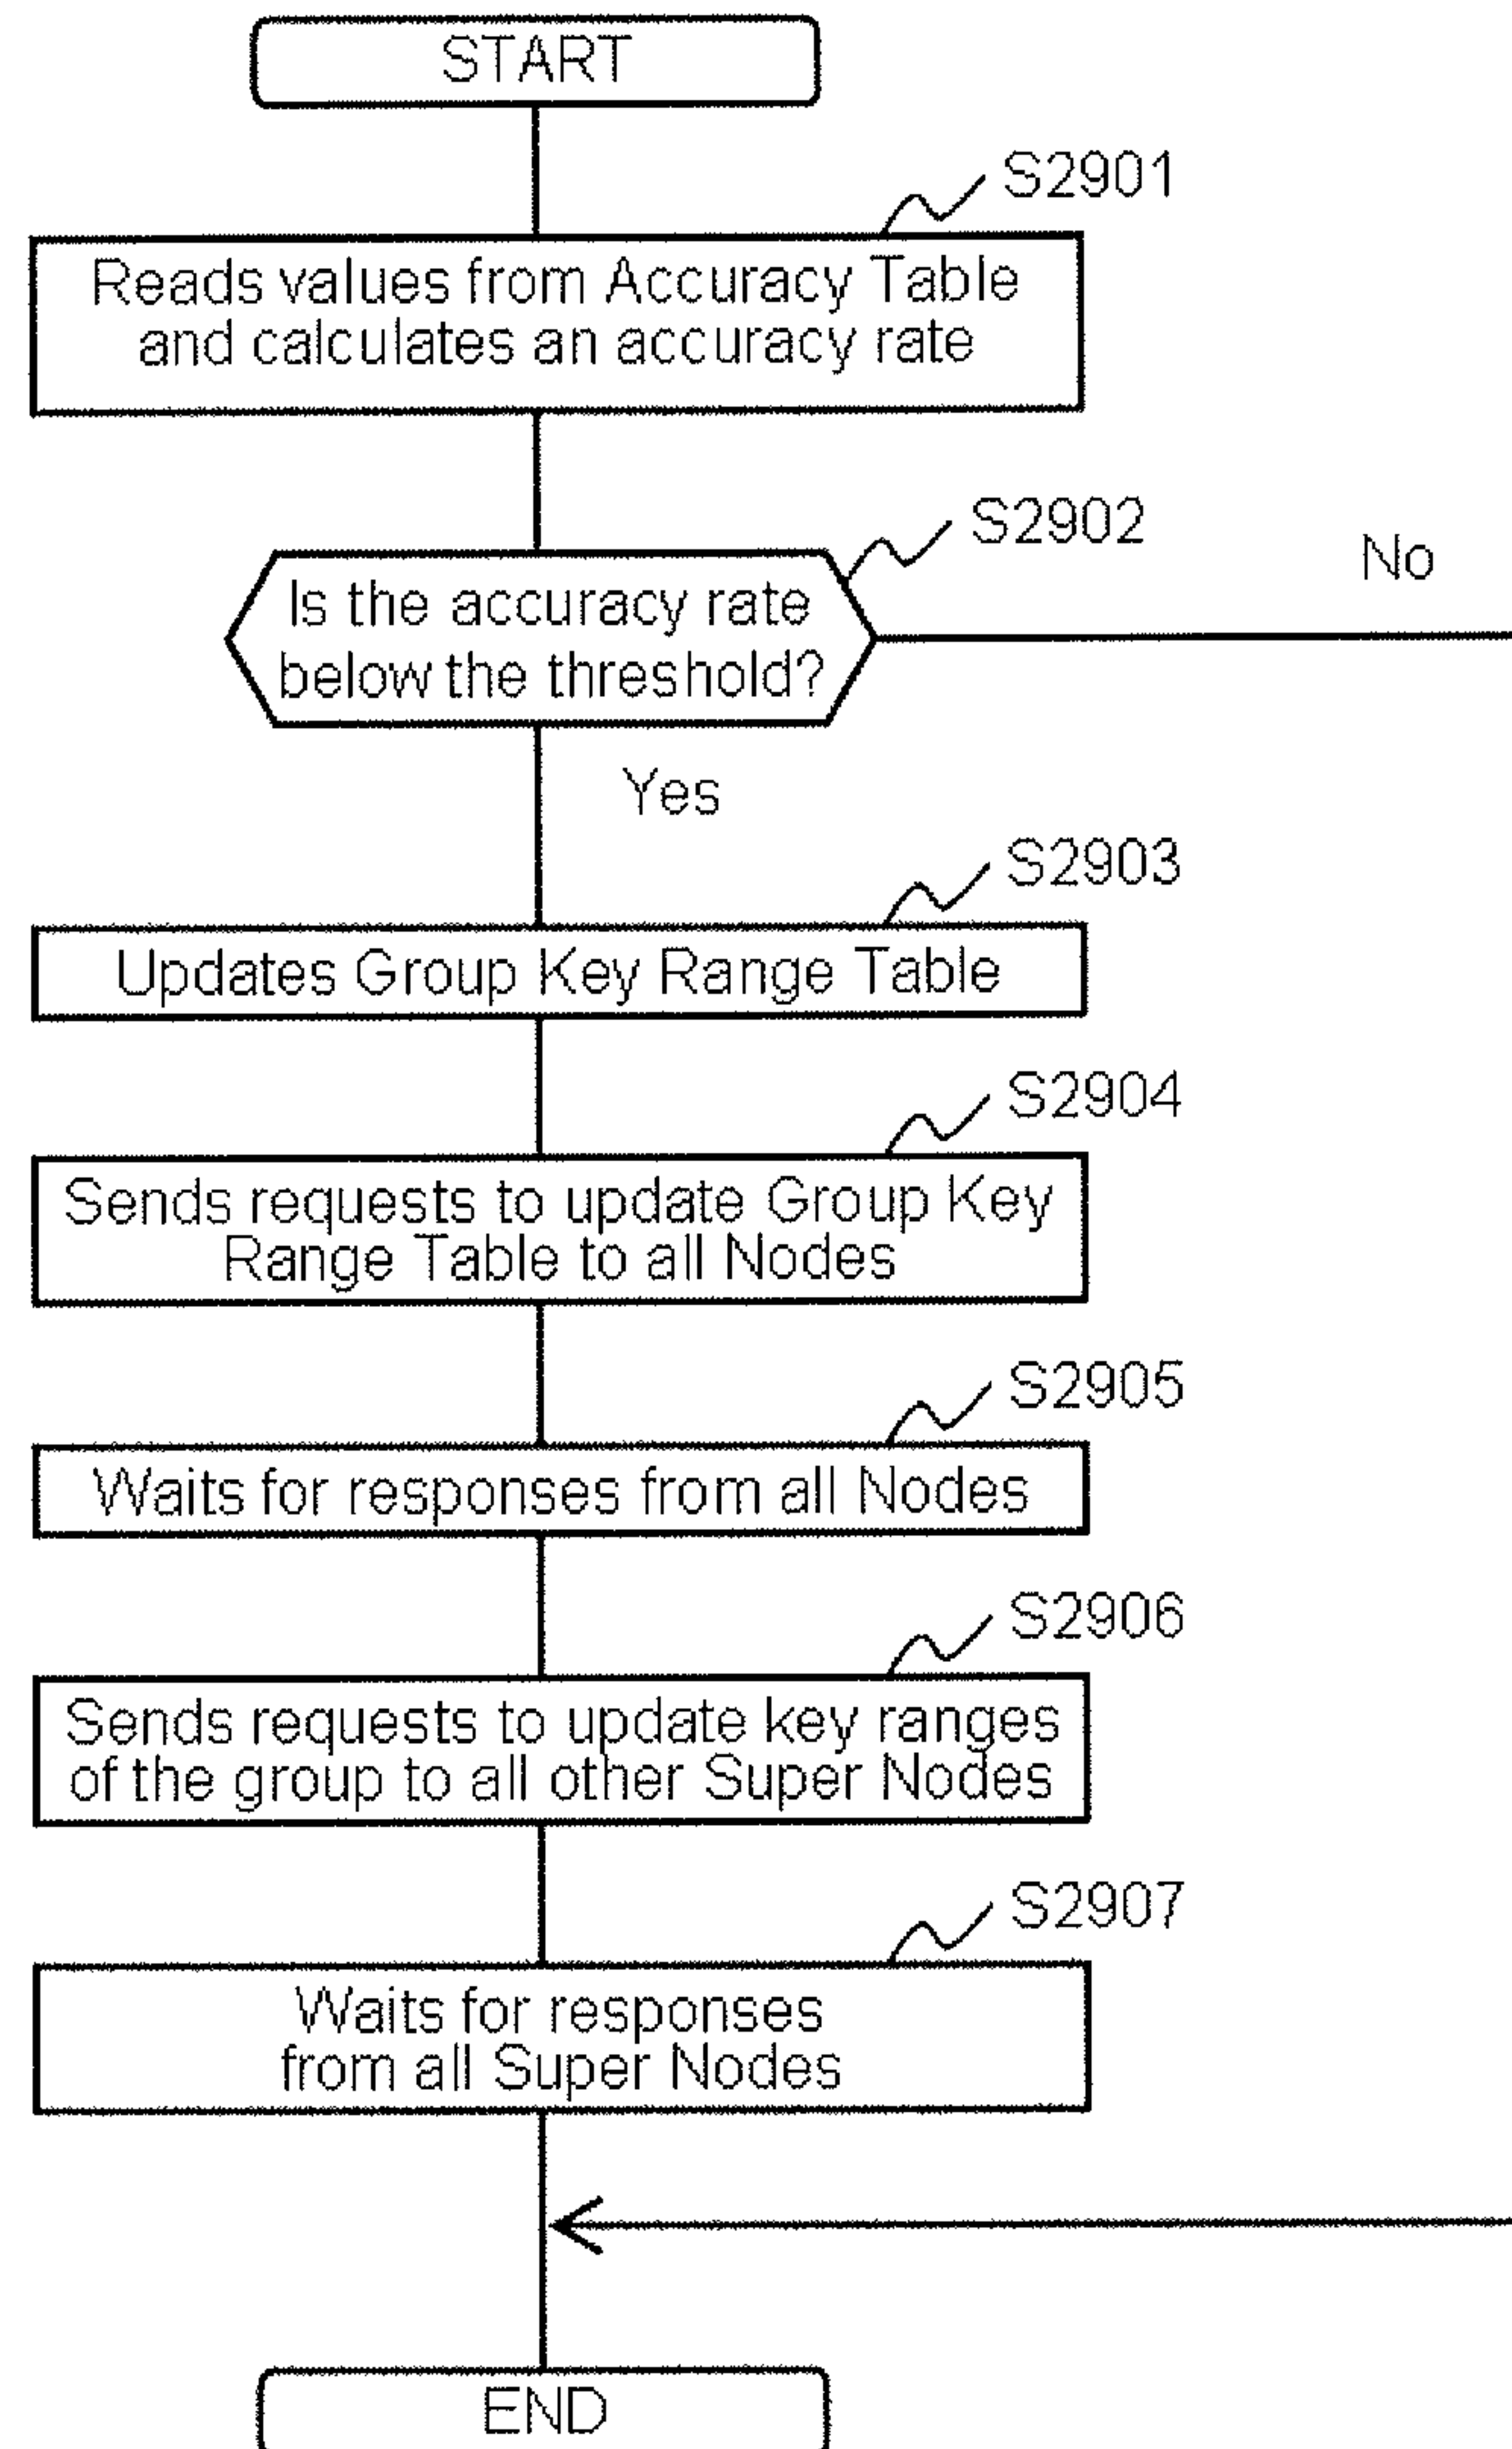 START
S2901
Reads values from Accuracy Table
and calculates an accuracy rate
S2902
No
Is the accuracy rate
below the threshold?
Yes
S2903
Updates Group Key Range Table
S2904
Sends requests to update Group Key
Range Table to all Nodes
S2905
Waits for responses from all Nodes
S2906
Sends requests to update key ranges
of the group to all other Super Nodes
S2907
Waits for responses
from all Super Nodes
END